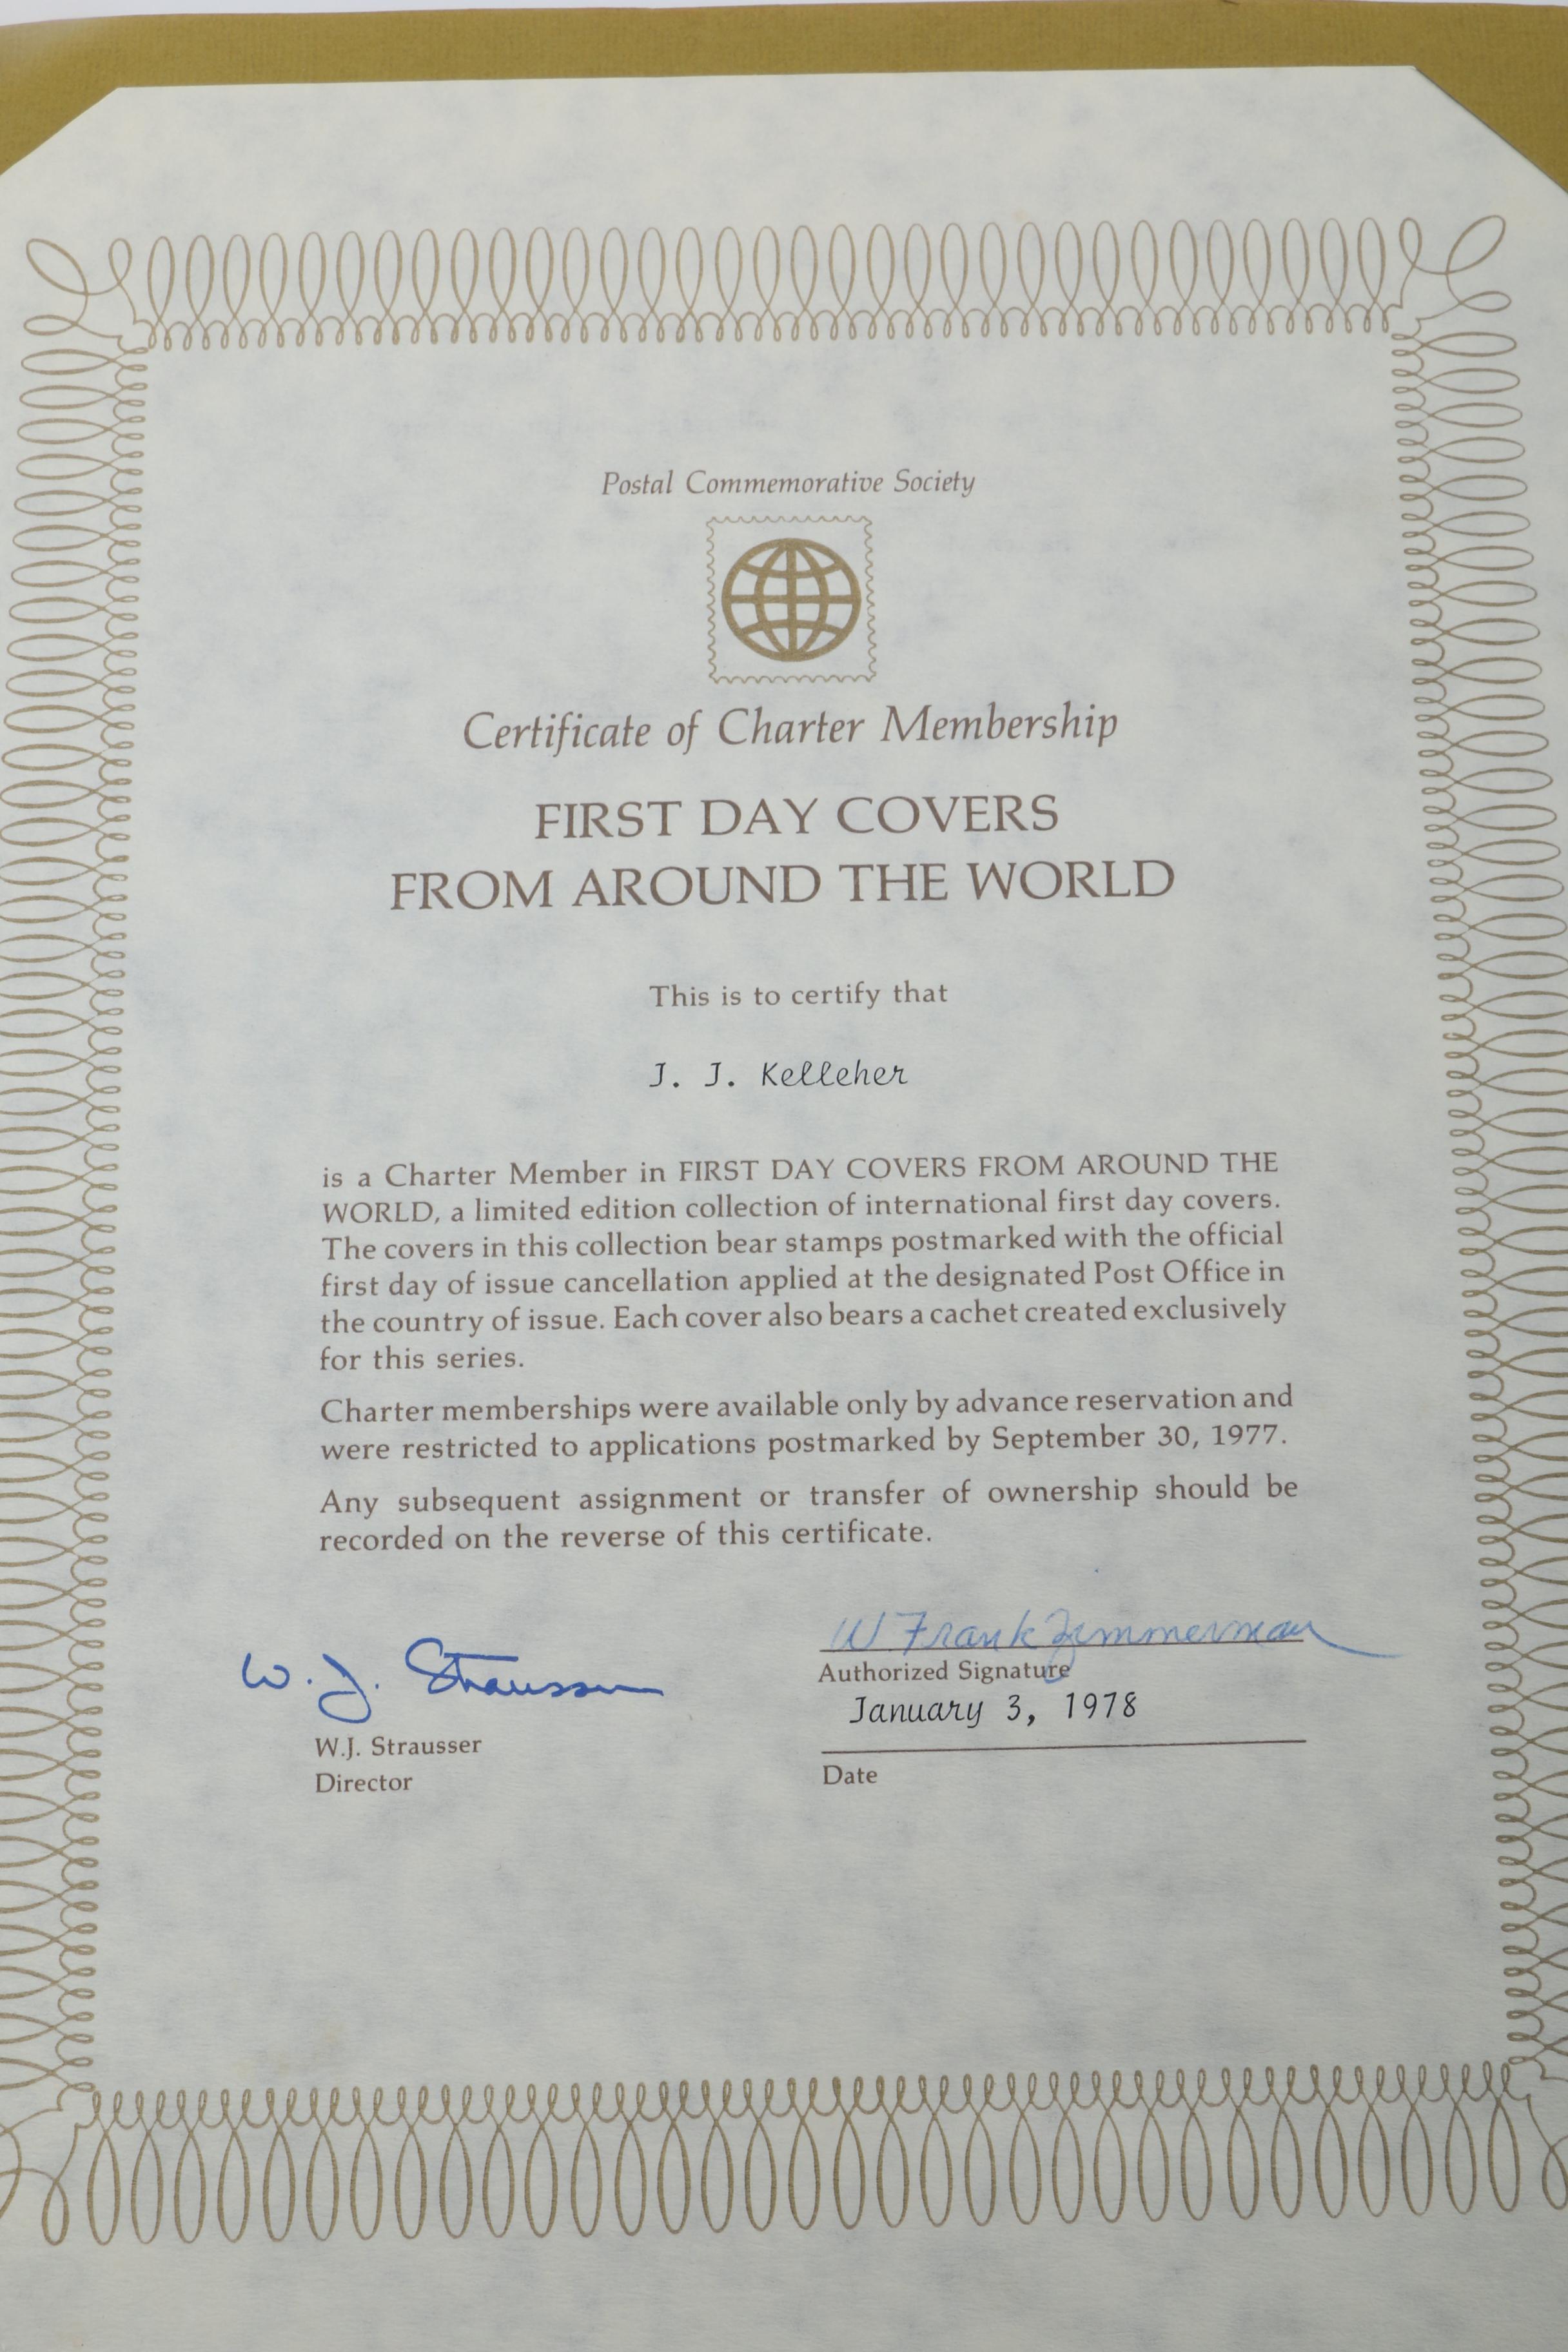 Postal Commemorative Society
Certificate of Charter Membership
FIRST DAY COVERS
FROM AROUND THE WORLD
This is to certify that
J. J. Kelleher
is a Charter Member in FIRST DAY COVERS FROM AROUND THE
WORLD, a limited edition collection of international first day covers.
The covers in this collection bear stamps postmarked with the official
first day of issue cancellation applied at the designated Post Office in
the country of issue. Each cover also bears a cachet created exclusively
for this series.
Charter memberships were available only by advance reservation and
were restricted to applications postmarked by September 30, 1977.
Any subsequent assignment or transfer of ownership should be
recorded on the reverse of this certificate.
W. J. Strausser
W.J. Strausser
Director
W Frank Zimmerman
Authorized Signature
January 3, 1978
Date